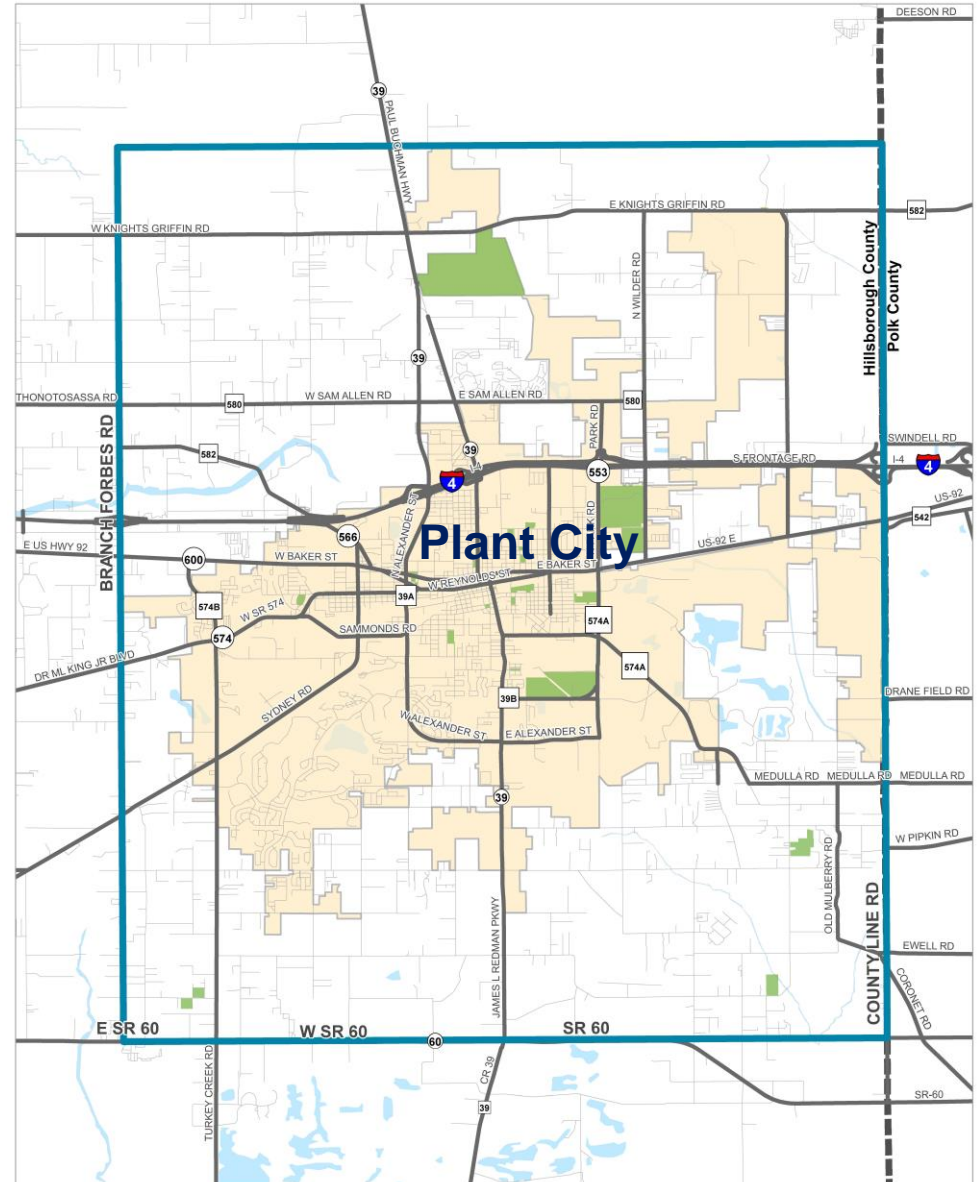 DEESON RD
39
PAUL BUCHMAN HWY
E KNIGHTS GRIFFIN RD
582
W KNIGHTS GRIFFIN RD
N WILDER RD
Hillsborough County
Polk County
39
THONOTOSASSA RD
580
W SAM ALLEN RD
E SAM ALLEN RD
580
BRANCH FORBES RD
582
39
PARK RD
SWINDELL RD
I-4
4
553
S FRONTAGE RD
I-4
4
US-92
542
E US HWY 92
566
N ALEXANDER ST
Plant City
US-92 E
600
W BAKER ST
E BAKER ST
W REYNOLDS ST
574B
W SR 574
39A
574A
574
SAMMONDS RD
DR ML KING JR BLVD
574A
SYDNEY RD
39B
DRANE FIELD RD
W ALEXANDER ST
E ALEXANDER ST
MEDULLA RD
MEDULLA RD
MEDULLA RD
39
OLD MULBERRY RD
W PIPKIN RD
JAMES L REDMAN PKWY
COUNTY LINE RD
EWELL RD
CORONET RD
E SR 60
W SR 60
SR 60
60
TURKEY CREEK RD
CR 39
39
SR-60